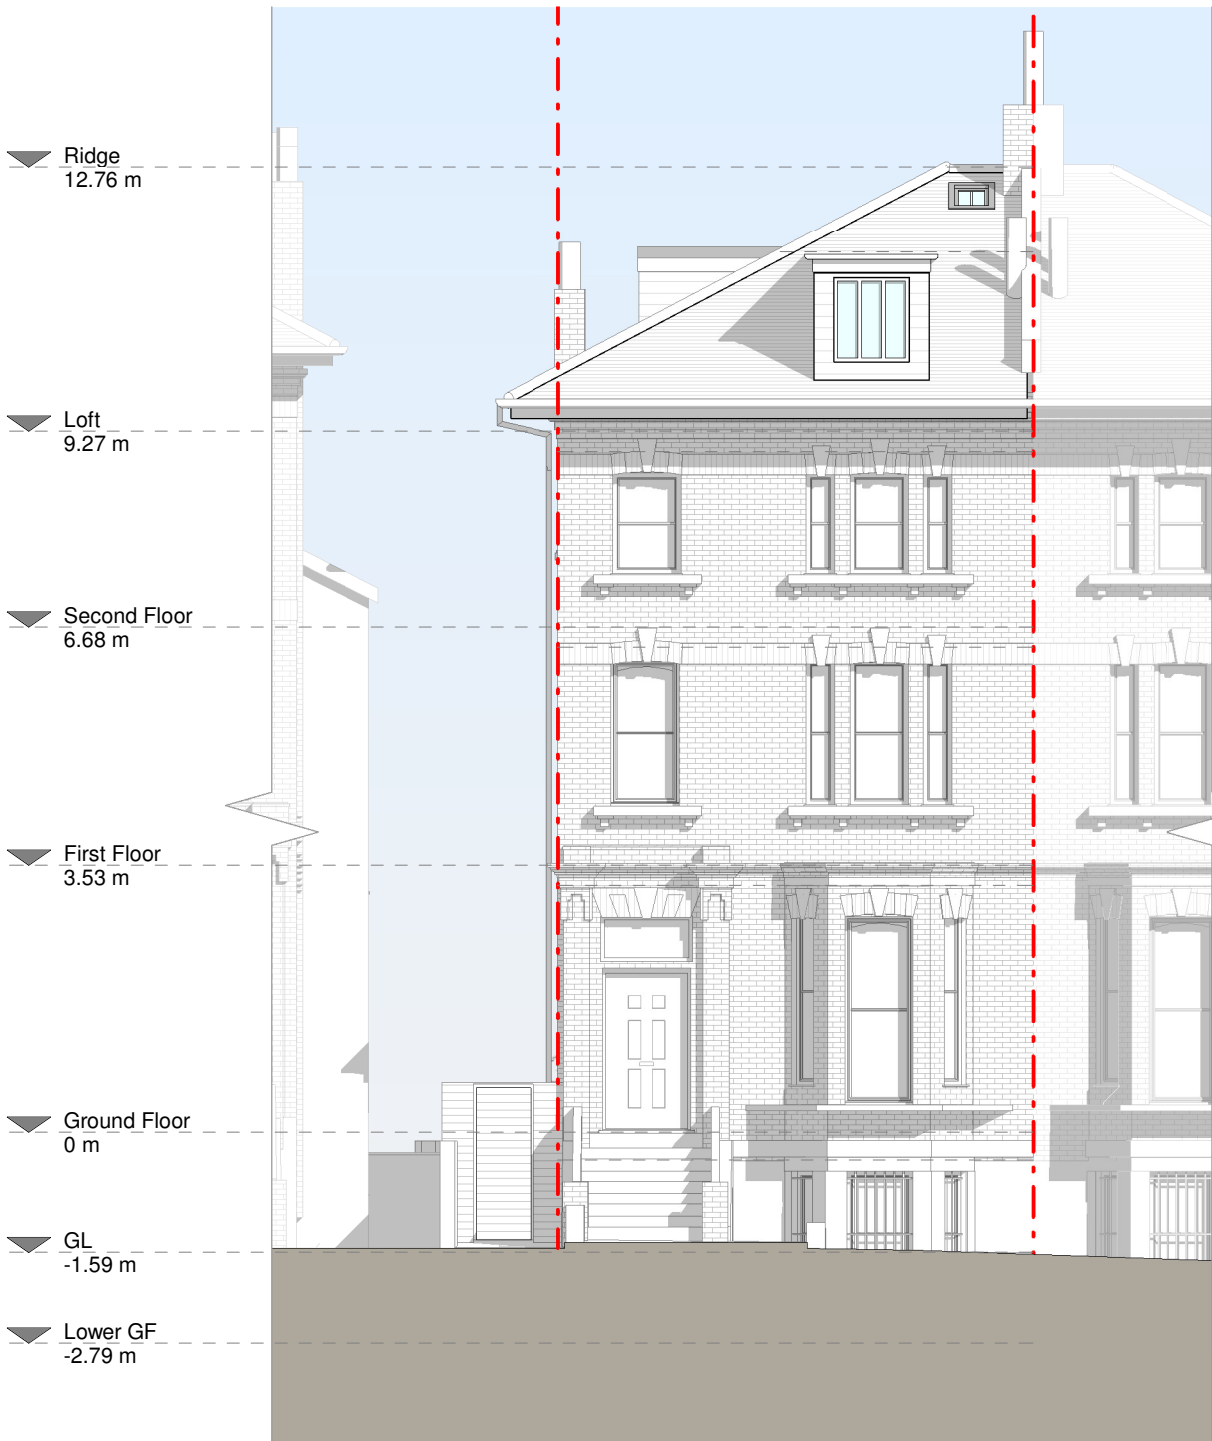 Ridge
12.76 m
Loft
9.27 m
Second Floor
6.68 m
First Floor
3.53 m
Ground Floor
0 m
GL
-1.59 m
Lower GF
-2.79 m